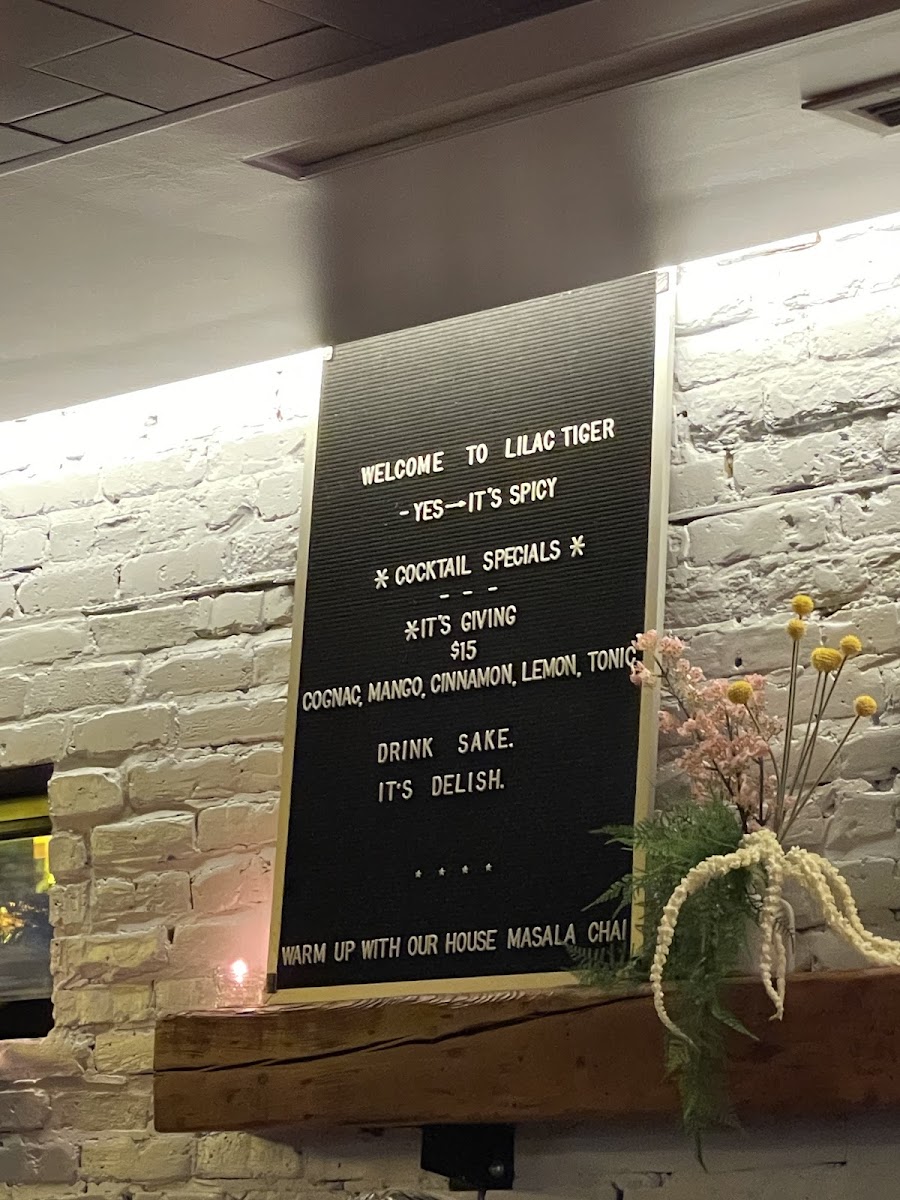 WELCOME TO LILAC TIGER
- YES→IT'S SPICY
* COCKTAIL SPECIALS *
- - -
*IT'S GIVING
$15
COGNAC, MANGO, CINNAMON, LEMON, TONIC
DRINK SAKE.
IT'S DELISH.
* * * *
WARM UP WITH OUR HOUSE MASALA CHAI